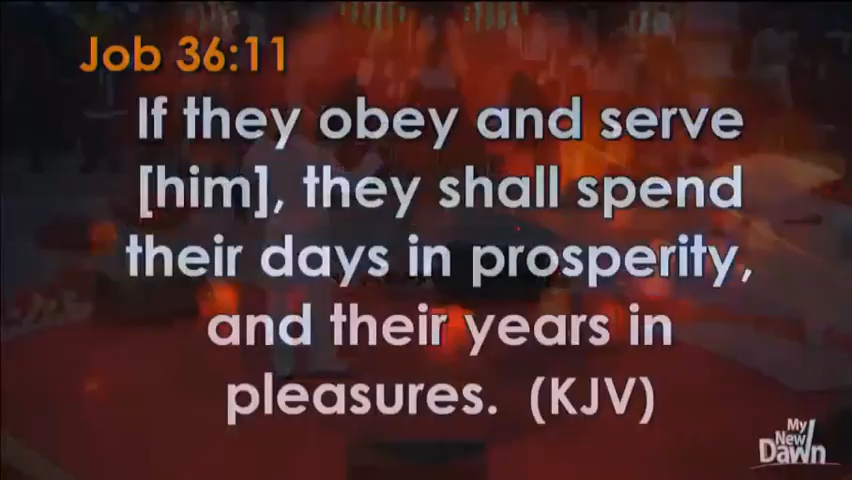 Job 36:11
If they obey and serve
[him], they shall spend
their days in prosperity,
and their years in
pleasures. (KJV)
My
New
Dawn